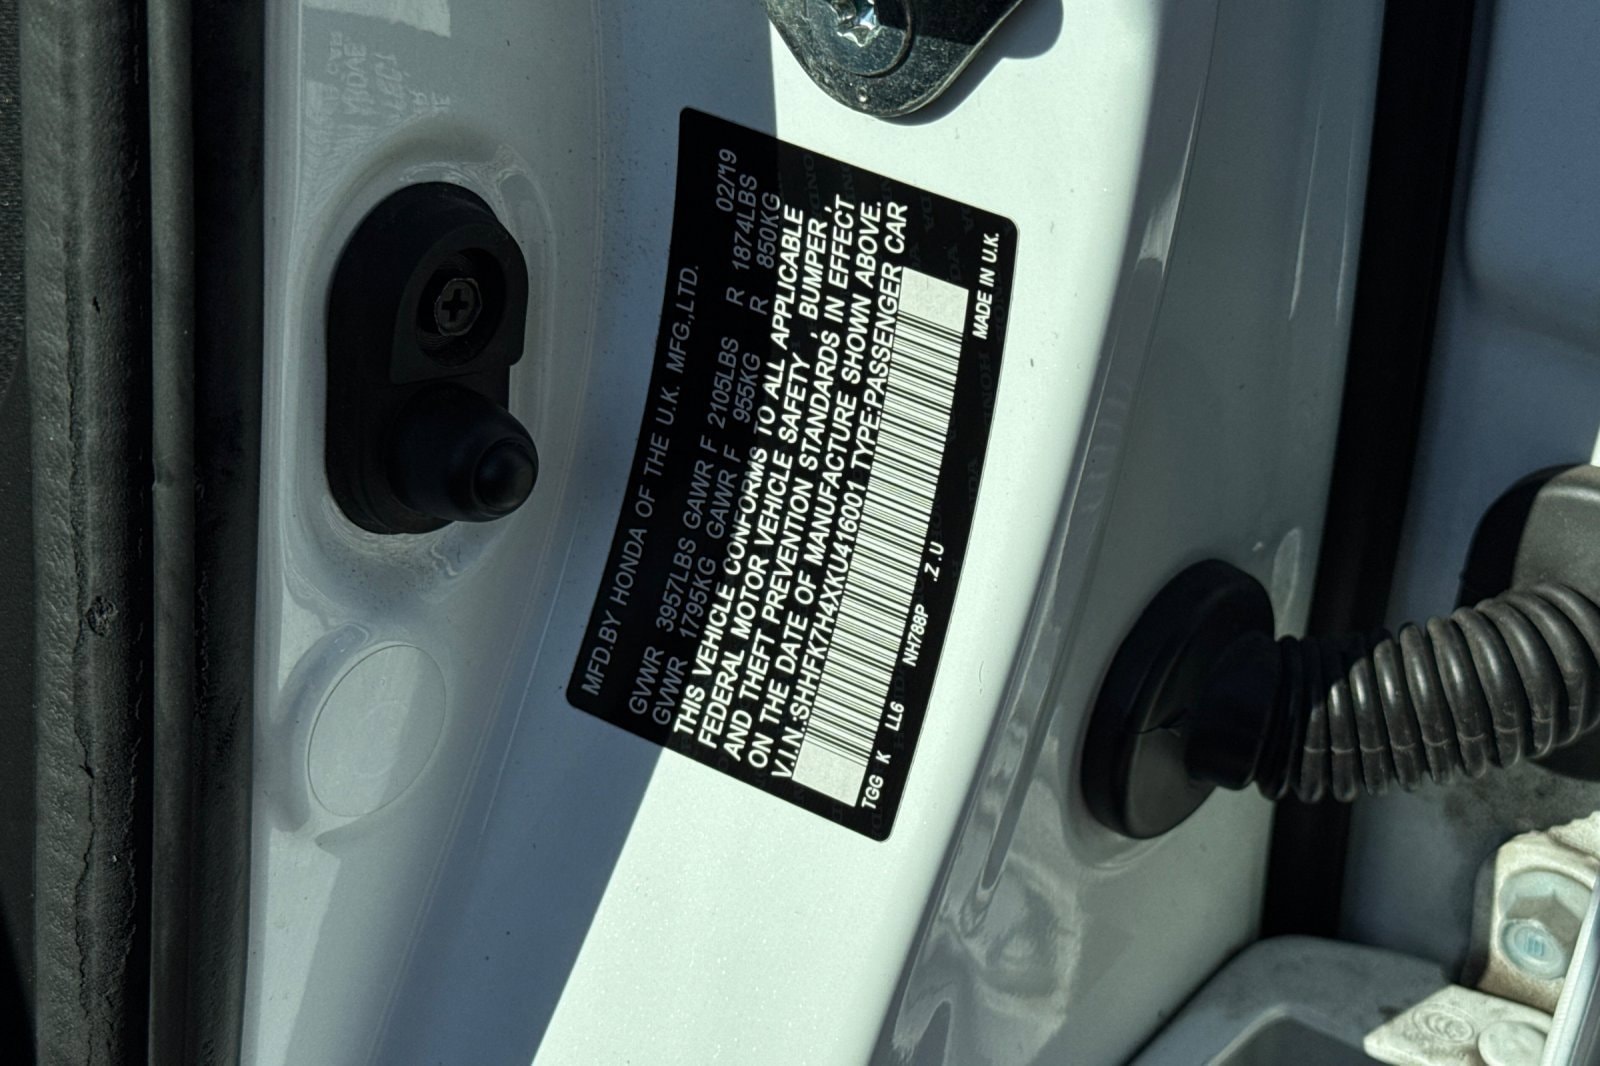 MFD.BY HONDA OF THE U.K. MFG.,LTD. 02/19
GVWR 3957LBS GAWR F 2105LBS R 1874LBS
GVWR 1795KG GAWR F 955KG R 850KG
THIS VEHICLE CONFORMS TO ALL APPLICABLE
FEDERAL MOTOR VEHICLE SAFETY , BUMPER ,
AND THEFT PREVENTION STANDARDS IN EFFECT
ON THE DATE OF MANUFACTURE SHOWN ABOVE.
V.I.N.:SHHFK7H4XKU416001 TYPE:PASSENGER CAR
TGG K LL6 NH788P .Z.U MADE IN U.K.